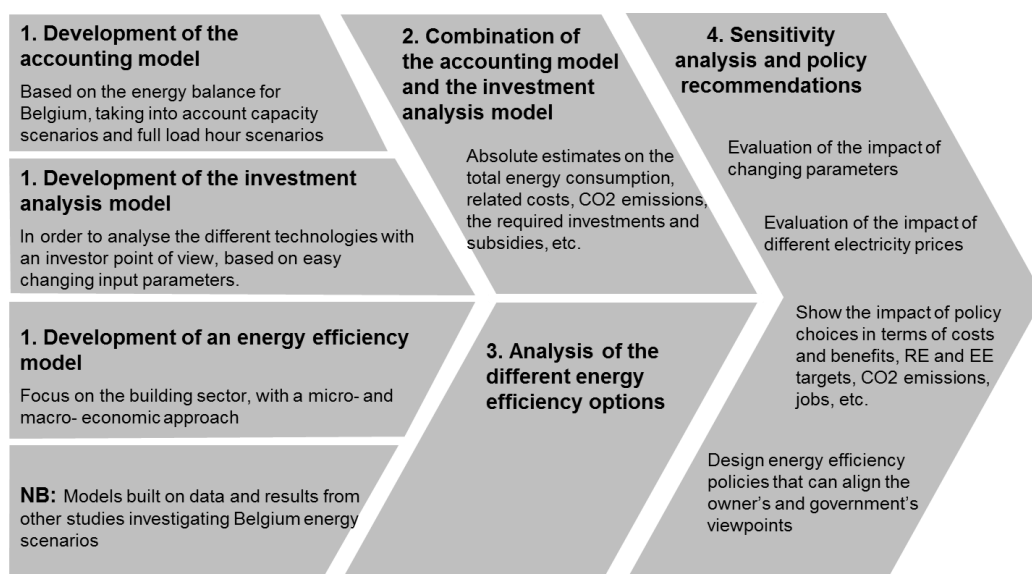 1. Development of the
accounting model
Based on the energy balance for
Belgium, taking into account capacity
scenarios and full load hour scenarios
1. Development of the investment
analysis model
In order to analyse the different technologies with
an investor point of view, based on easy
changing input parameters.
1. Development of an energy efficiency
model
Focus on the building sector, with a micro- and
macro- economic approach
NB: Models built on data and results from
other studies investigating Belgium energy
scenarios
2. Combination of
the accounting model
and the investment
analysis model
Absolute estimates on the
total energy consumption,
related costs, CO2 emissions,
the required investments and
subsidies, etc.
3. Analysis of the
different energy
efficiency options
4. Sensitivity
analysis and policy
recommendations
Evaluation of the impact of
changing parameters
Evaluation of the impact of
different electricity prices
Show the impact of policy
choices in terms of costs
and benefits, RE and EE
targets, CO2 emissions,
jobs, etc.
Design energy efficiency
policies that can align the
owner's and government's
viewpoints